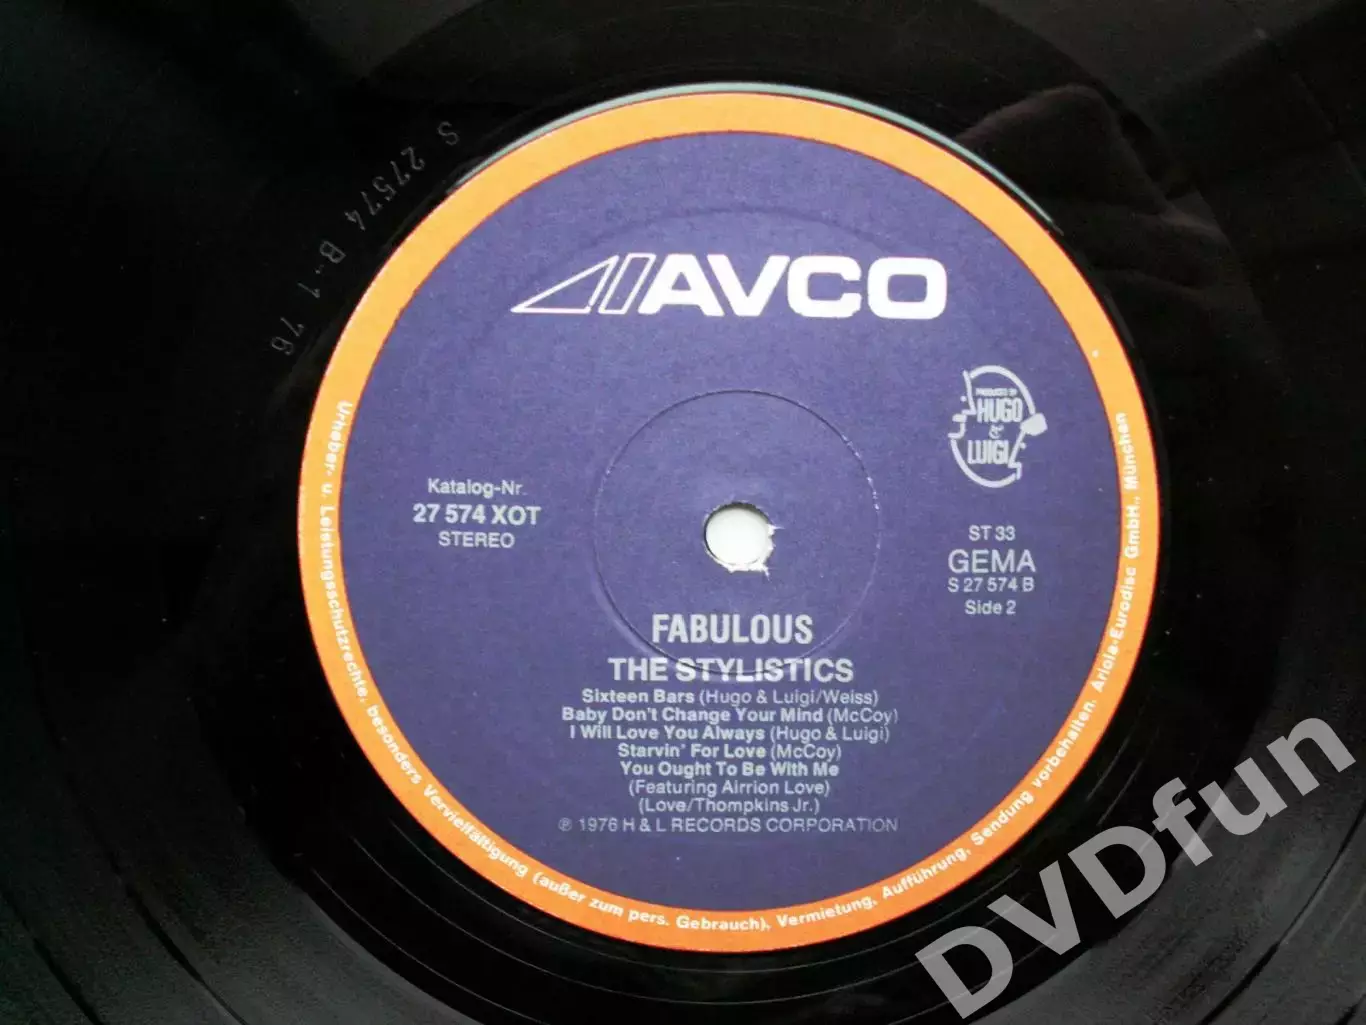 AVCO
PRODUCED BY
HUGO
&
LUIGI
Katalog-Nr.
27 574 XOT
STEREO
ST 33
GEMA
S 27 574 B
Side 2
FABULOUS
THE STYLISTICS
Sixteen Bars (Hugo & Luigi/Weiss)
Baby Don't Change Your Mind (McCoy)
I Will Love You Always (Hugo & Luigi)
Starvin' For Love (McCoy)
You Ought To Be With Me
(Featuring Airrion Love)
(Love/Thompkins Jr.)
℗ 1976 H & L RECORDS CORPORATION
Urheber- u. Leistungsschutzrechte, besonders Vervielfältigung (außer zum pers. Gebrauch), Vermietung, Aufführung, Sendung vorbehalten. Ariola-Eurodisc GmbH., München
S 27574 B-1 76
DVDfun